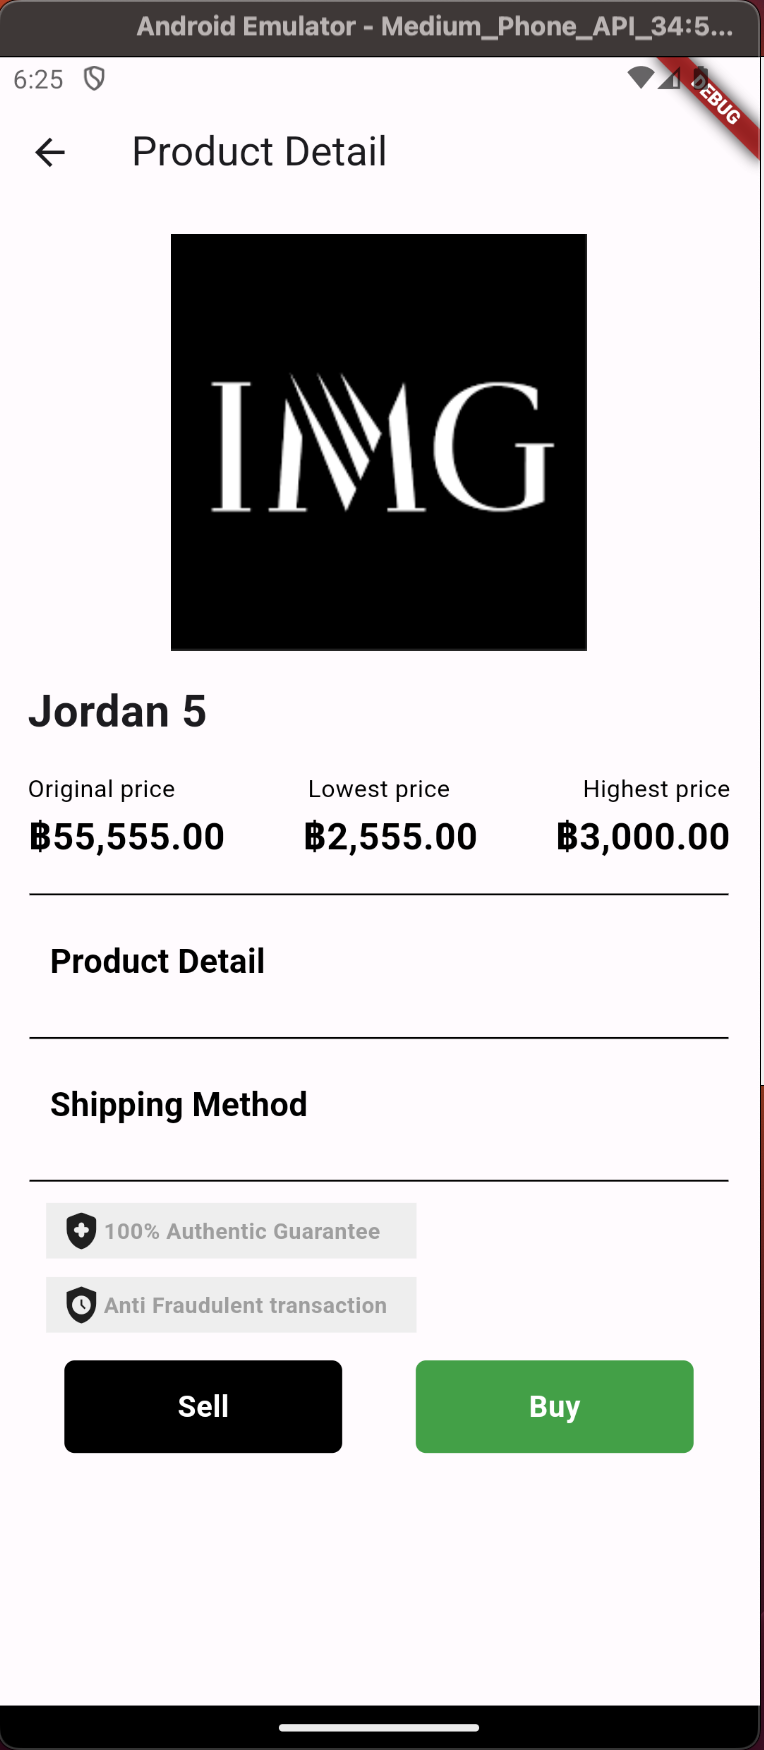 Android Emulator - Medium_Phone_API_34:5...
6:25
DEBUG
Product Detail
IMG
Jordan 5
Original price Lowest price Highest price
฿55,555.00 ฿2,555.00 ฿3,000.00
Product Detail
Shipping Method
100% Authentic Guarantee
Anti Fraudulent transaction
Sell Buy